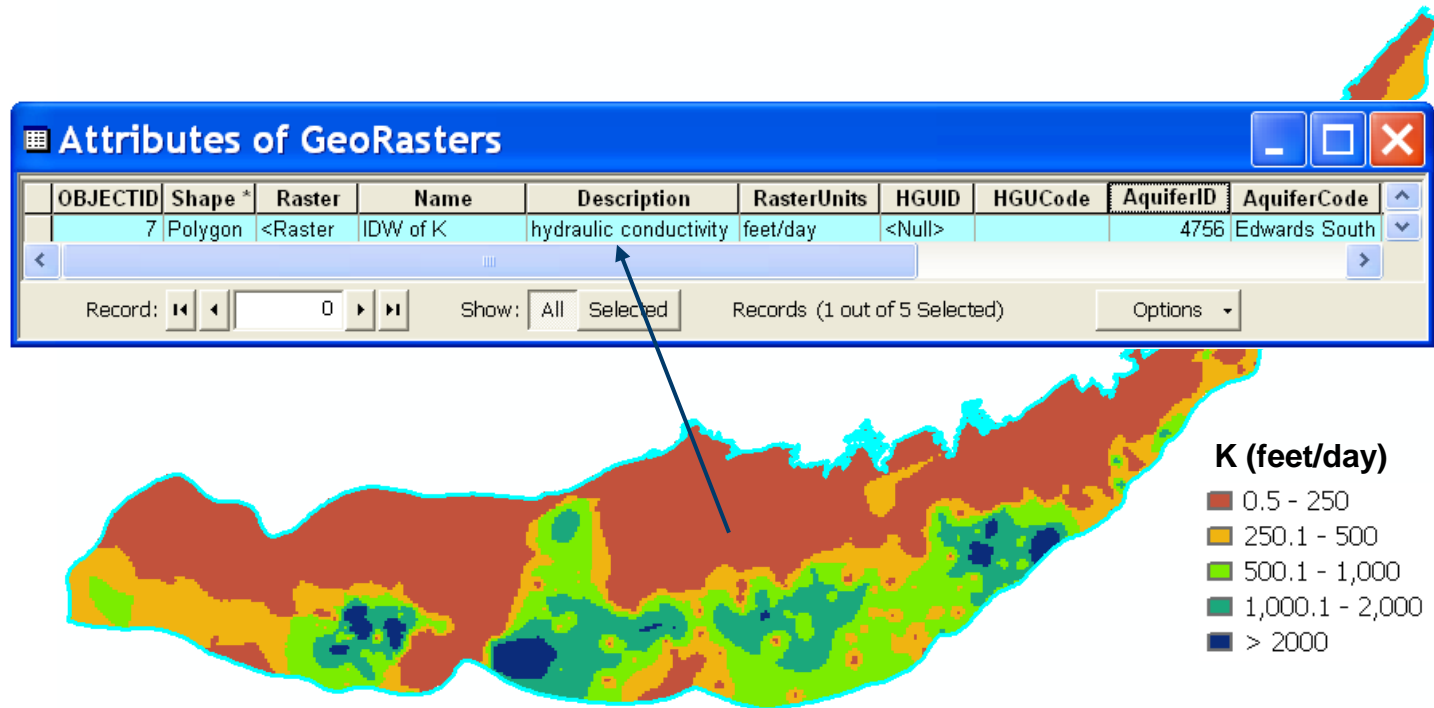 Attributes of GeoRasters
OBJECTID Shape * Raster Name Description RasterUnits HGUID HGUCode AquiferID AquiferCode
7 Polygon <Raster IDW of K hydraulic conductivity feet/day <Null> 4756 Edwards South
Record: 0 Show: All Selected Records (1 out of 5 Selected) Options
K (feet/day)
0.5 - 250
250.1 - 500
500.1 - 1,000
1,000.1 - 2,000
> 2000